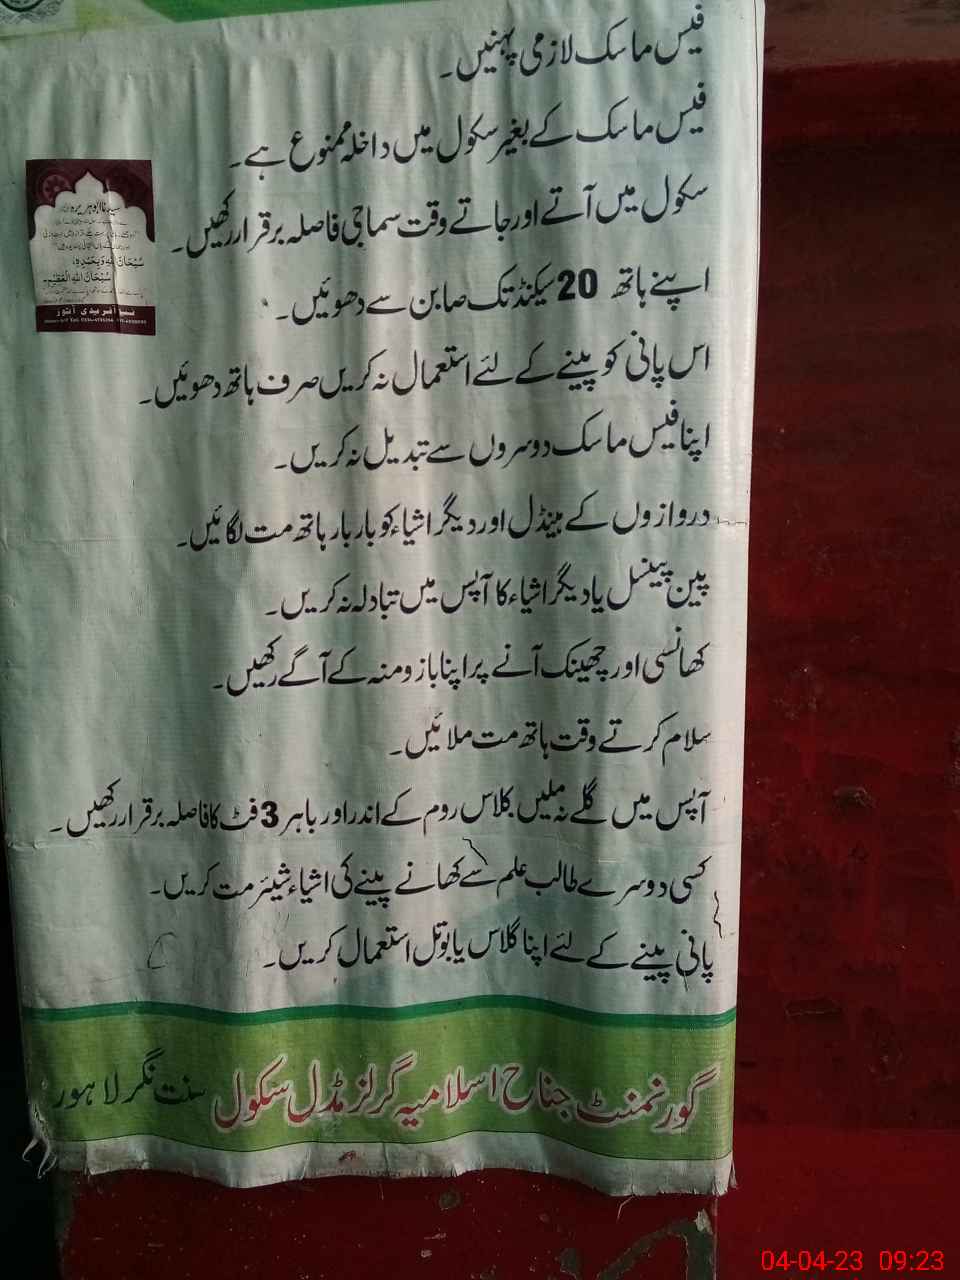 فیس ماسک لازمی پہنیں۔
فیس ماسک کے بغیر سکول میں داخلہ ممنوع ہے۔
سکول میں آتے اور جاتے وقت سماجی فاصلہ برقرار رکھیں۔
اپنے ہاتھ 20 سیکنڈ تک صابن سے دھوئیں۔
اس پانی کو پینے کے لئے استعمال نہ کریں صرف ہاتھ دھوئیں۔
اپنا فیس ماسک دوسروں سے تبدیل نہ کریں۔
دروازوں کے ہینڈل اور دیگر اشیاء کو بار بار ہاتھ مت لگائیں۔
پین پینسل یا دیگر اشیاء کا آپس میں تبادلہ نہ کریں۔
کھانسی اور چھینک آنے پر اپنا بازو منہ کے آگے رکھیں۔
سلام کرتے وقت ہاتھ مت ملائیں۔
آپس میں گلے نہ ملیں کلاس روم کے اندر اور باہر 3 فٹ کا فاصلہ برقرار رکھیں۔
کسی دوسرے طالب علم سے کھانے پینے کی اشیاء شیئر مت کریں۔
پانی پینے کے لئے اپنا گلاس یا بوتل استعمال کریں۔
گورنمنٹ جناح اسلامیہ گرلز مڈل سکول سنت نگر لاہور
سُبْحَانَ اللهِ وَبِحَمْدِهِ،
سُبْحَانَ اللهِ الْعَظِيْمِ۔
04-04-23 09:23